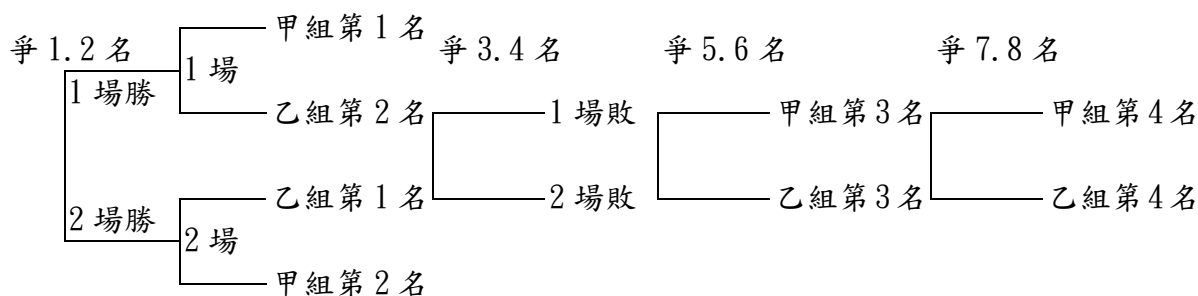 甲組第 1 名
爭 1.2 名
爭 3.4 名
爭 5.6 名
爭 7.8 名
1 場
1 場勝
乙組第 2 名
1 場敗
甲組第 3 名
甲組第 4 名
2 場勝
乙組第 1 名
2 場敗
乙組第 3 名
乙組第 4 名
2 場
甲組第 2 名